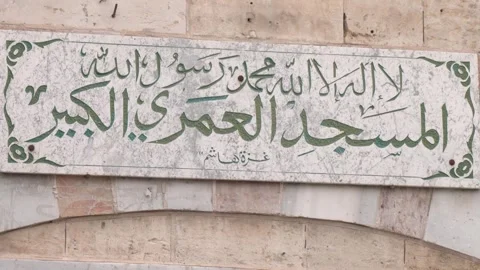 لا إله إلا الله محمد رسول الله
المسجد العمري الكبير
"غزة هاشم"